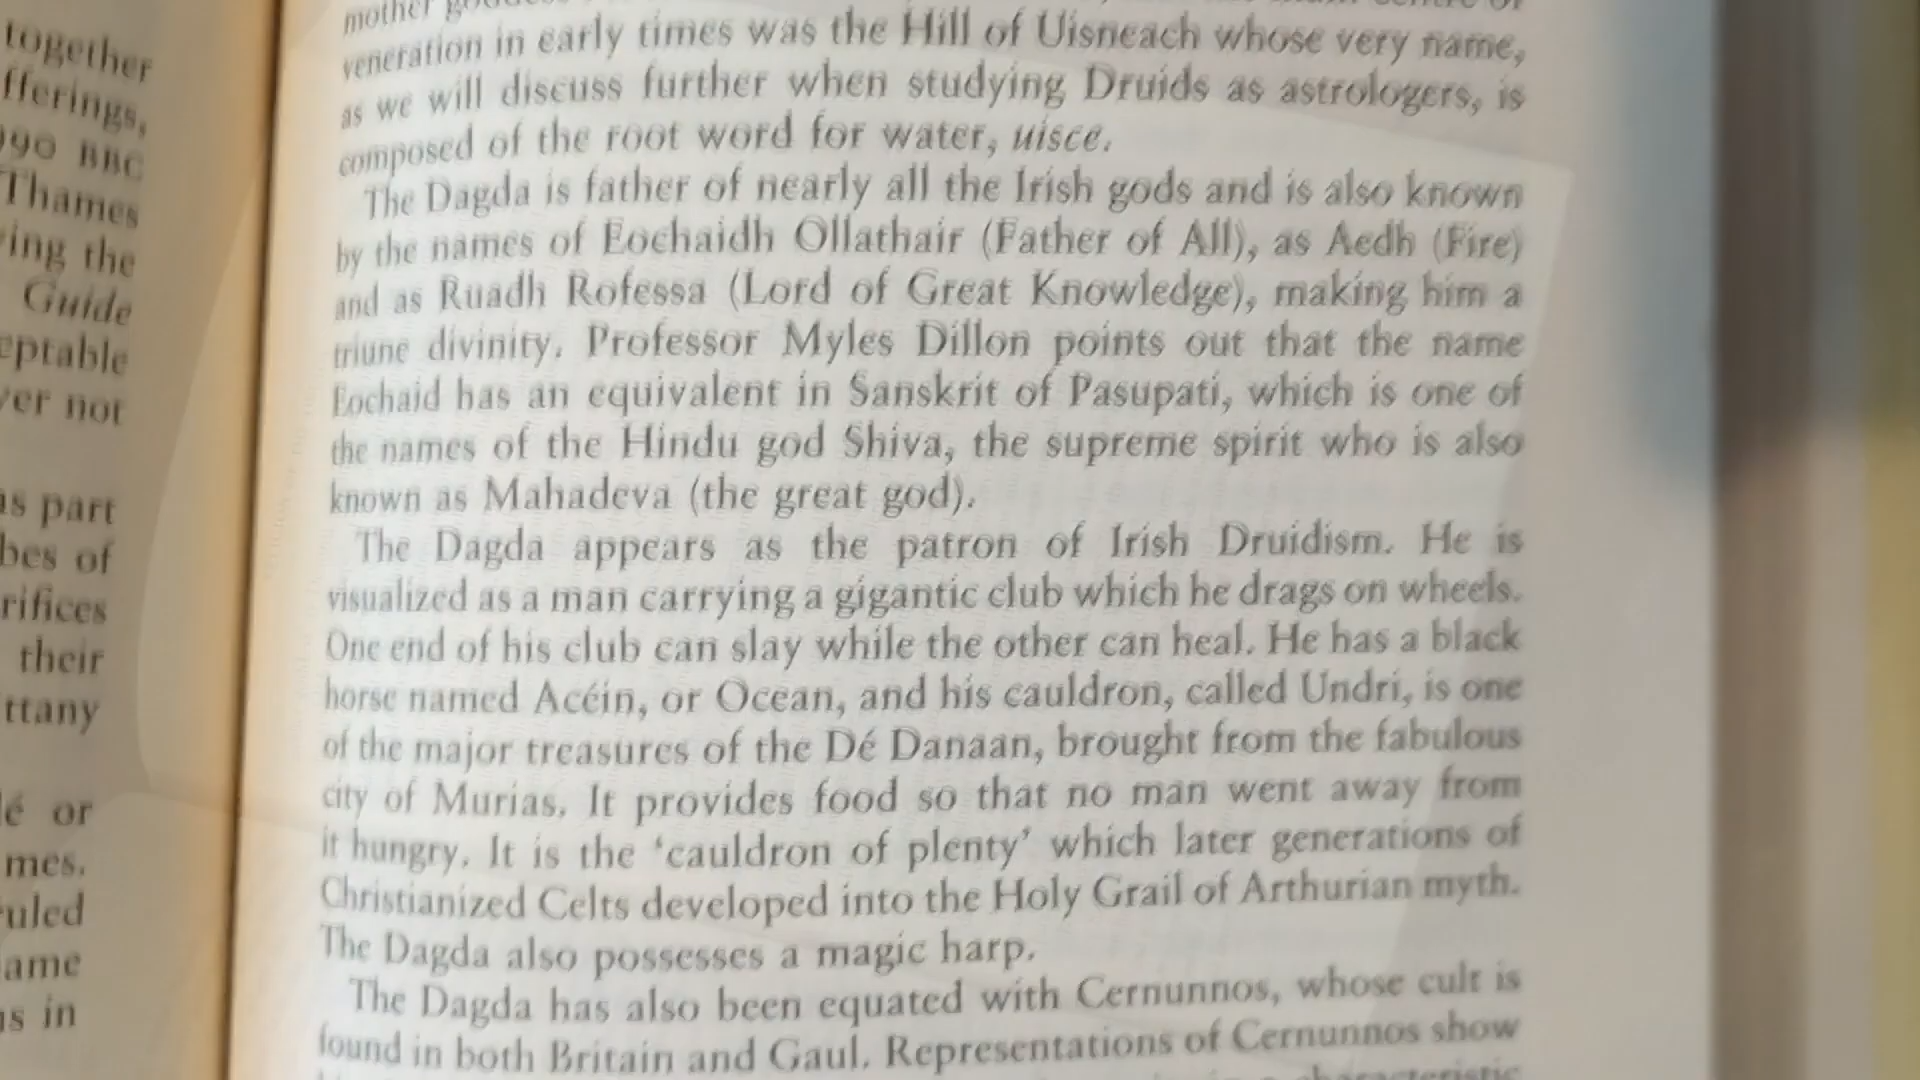 together
fferings,
990 BBC
Thames
ing the
Guide
eptable
ver not
as part
bes of
rifices
their
ttany
lé or
mes.
ruled
ame
as in
mother
veneration in early times was the Hill of Uisneach whose very name,
as we will discuss further when studying Druids as astrologers, is
composed of the root word for water, uisce.
The Dagda is father of nearly all the Irish gods and is also known
by the names of Eochaidh Ollathair (Father of All), as Aedh (Fire)
and as Ruadh Rofessa (Lord of Great Knowledge), making him a
triune divinity. Professor Myles Dillon points out that the name
Eochaid has an equivalent in Sanskrit of Pasupati, which is one of
the names of the Hindu god Shiva, the supreme spirit who is also
known as Mahadeva (the great god).
The Dagda appears as the patron of Irish Druidism. He is
visualized as a man carrying a gigantic club which he drags on wheels.
One end of his club can slay while the other can heal. He has a black
horse named Acéin, or Ocean, and his cauldron, called Undri, is one
of the major treasures of the Dé Danaan, brought from the fabulous
city of Murias. It provides food so that no man went away from
it hungry. It is the ‘cauldron of plenty’ which later generations of
Christianized Celts developed into the Holy Grail of Arthurian myth.
The Dagda also possesses a magic harp.
The Dagda has also been equated with Cernunnos, whose cult is
found in both Britain and Gaul. Representations of Cernunnos show
characteristic